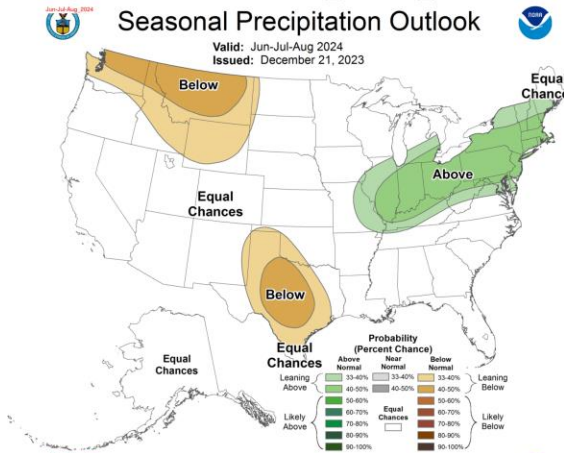 Jun-Jul-Aug, 2024
Seasonal Precipitation Outlook
NOAA
Valid: Jun-Jul-Aug 2024
Issued: December 21, 2023
Below
Equal
Chances
Above
Equal
Chances
Below
Equal
Chances
Equal
Chances
Probability
(Percent Chance)
Above Normal
Near Normal
Below Normal
Leaning Above
33-40% 33-40% 33-40%
40-50% 40-50% 40-50%
Leaning Below
Likely Above
50-60% 50-60%
60-70% 60-70%
70-80% Equal Chances 70-80%
80-90% 80-90%
90-100% 90-100%
Likely Below